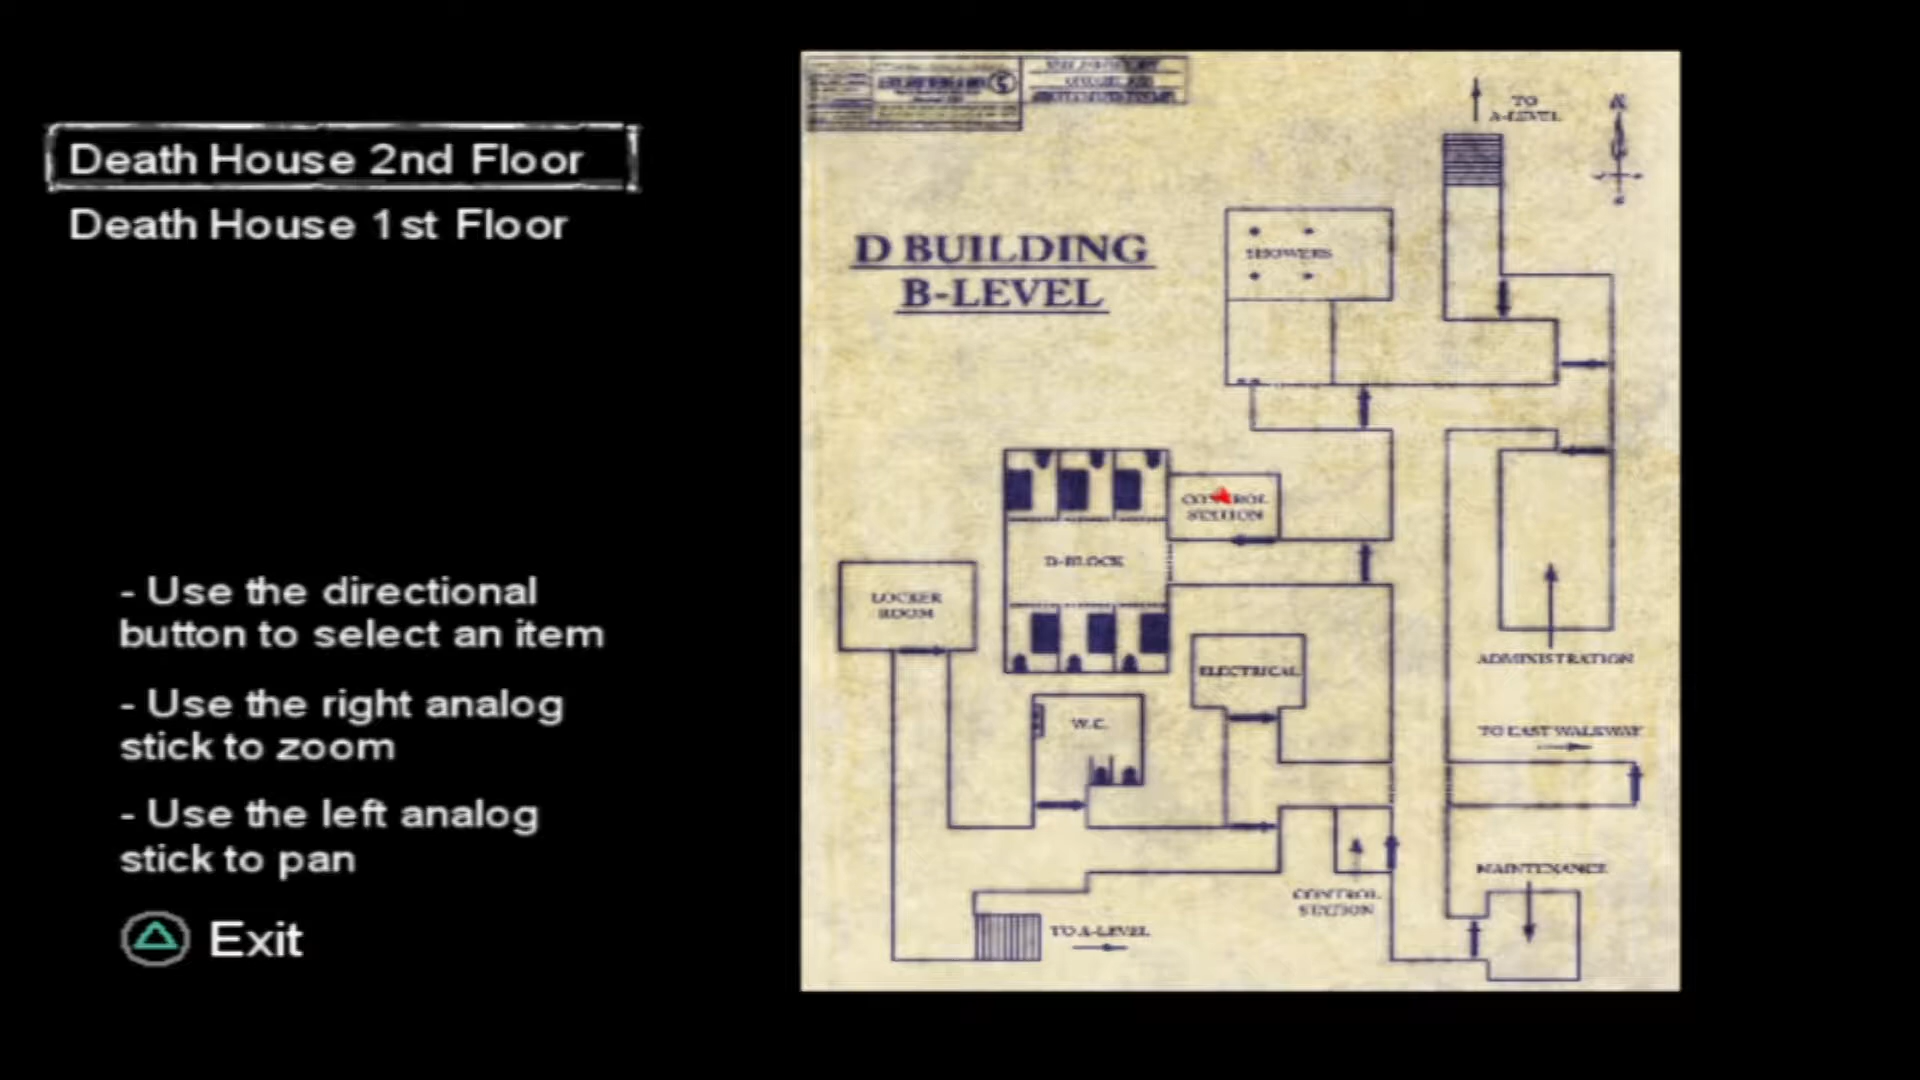 Death House 2nd Floor
Death House 1st Floor
- Use the directional
button to select an item
- Use the right analog
stick to zoom
- Use the left analog
stick to pan
Exit
D BUILDING
B-LEVEL
TO
A-LEVEL
SHOWERS
CONTROL
STATION
D-BLOCK
LOCKER
ROOM
ELECTRICAL
ADMINISTRATION
W.C.
TO EAST WALKWAY
MAINTENANCE
CONTROL
STATION
TO A-LEVEL